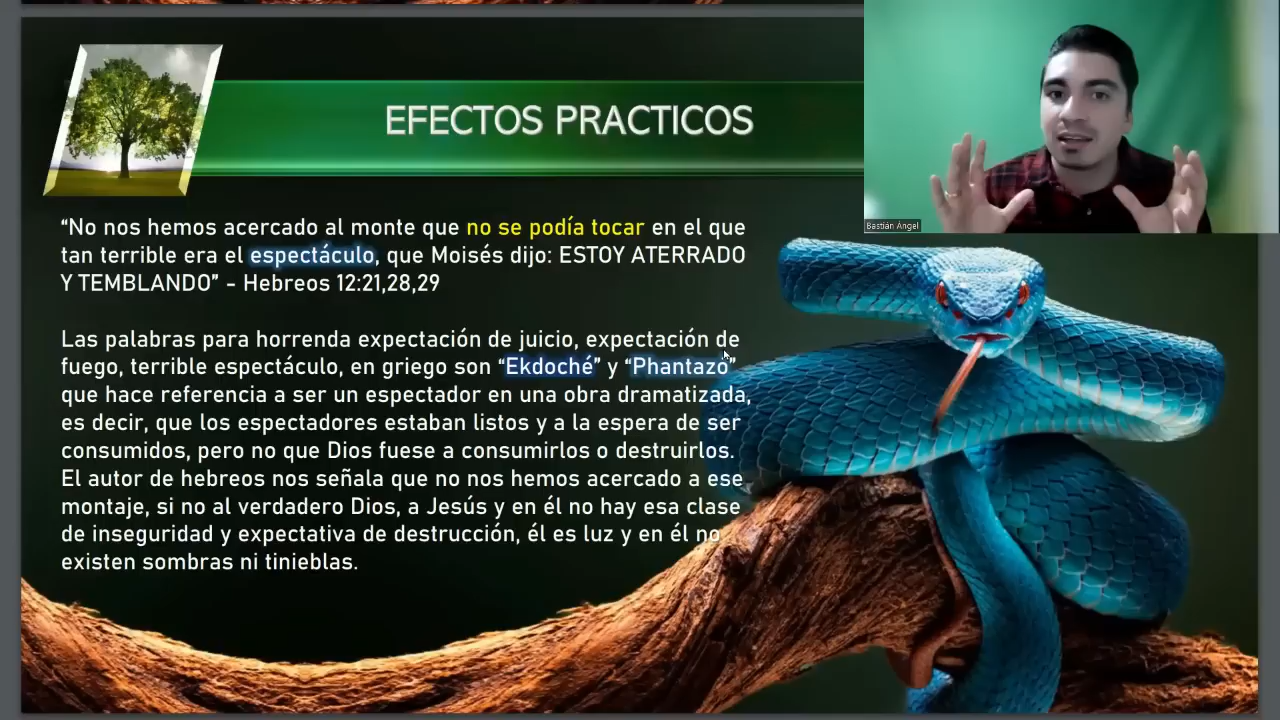 EFECTOS PRACTICOS
Bastián Angel
“No nos hemos acercado al monte que no se podía tocar en el que
tan terrible era el espectáculo, que Moisés dijo: ESTOY ATERRADO
Y TEMBLANDO” - Hebreos 12:21,28,29
Las palabras para horrenda expectación de juicio, expectación de
fuego, terrible espectáculo, en griego son “Ekdoché” y “Phantazo”
que hace referencia a ser un espectador en una obra dramatizada,
es decir, que los espectadores estaban listos y a la espera de ser
consumidos, pero no que Dios fuese a consumirlos o destruirlos.
El autor de hebreos nos señala que no nos hemos acercado a ese
montaje, si no al verdadero Dios, a Jesús y en él no hay esa clase
de inseguridad y expectativa de destrucción, él es luz y en él no
existen sombras ni tinieblas.